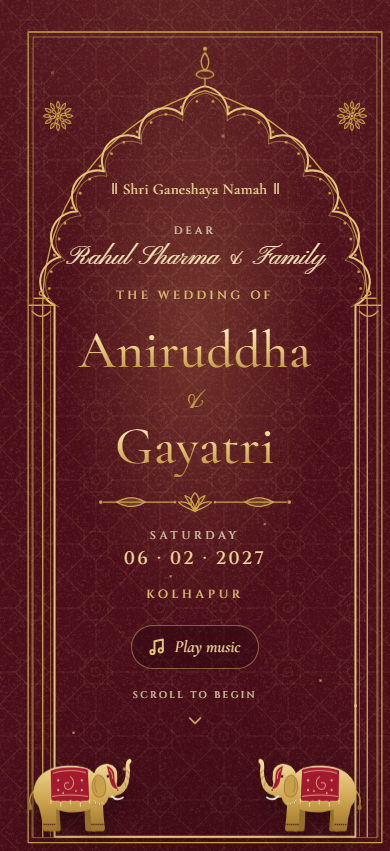 ॥ Shri Ganeshaya Namah ॥
DEAR
Rahul Sharma & Family
THE WEDDING OF
Aniruddha
&
Gayatri
SATURDAY
06 · 02 · 2027
KOLHAPUR
Play music
SCROLL TO BEGIN